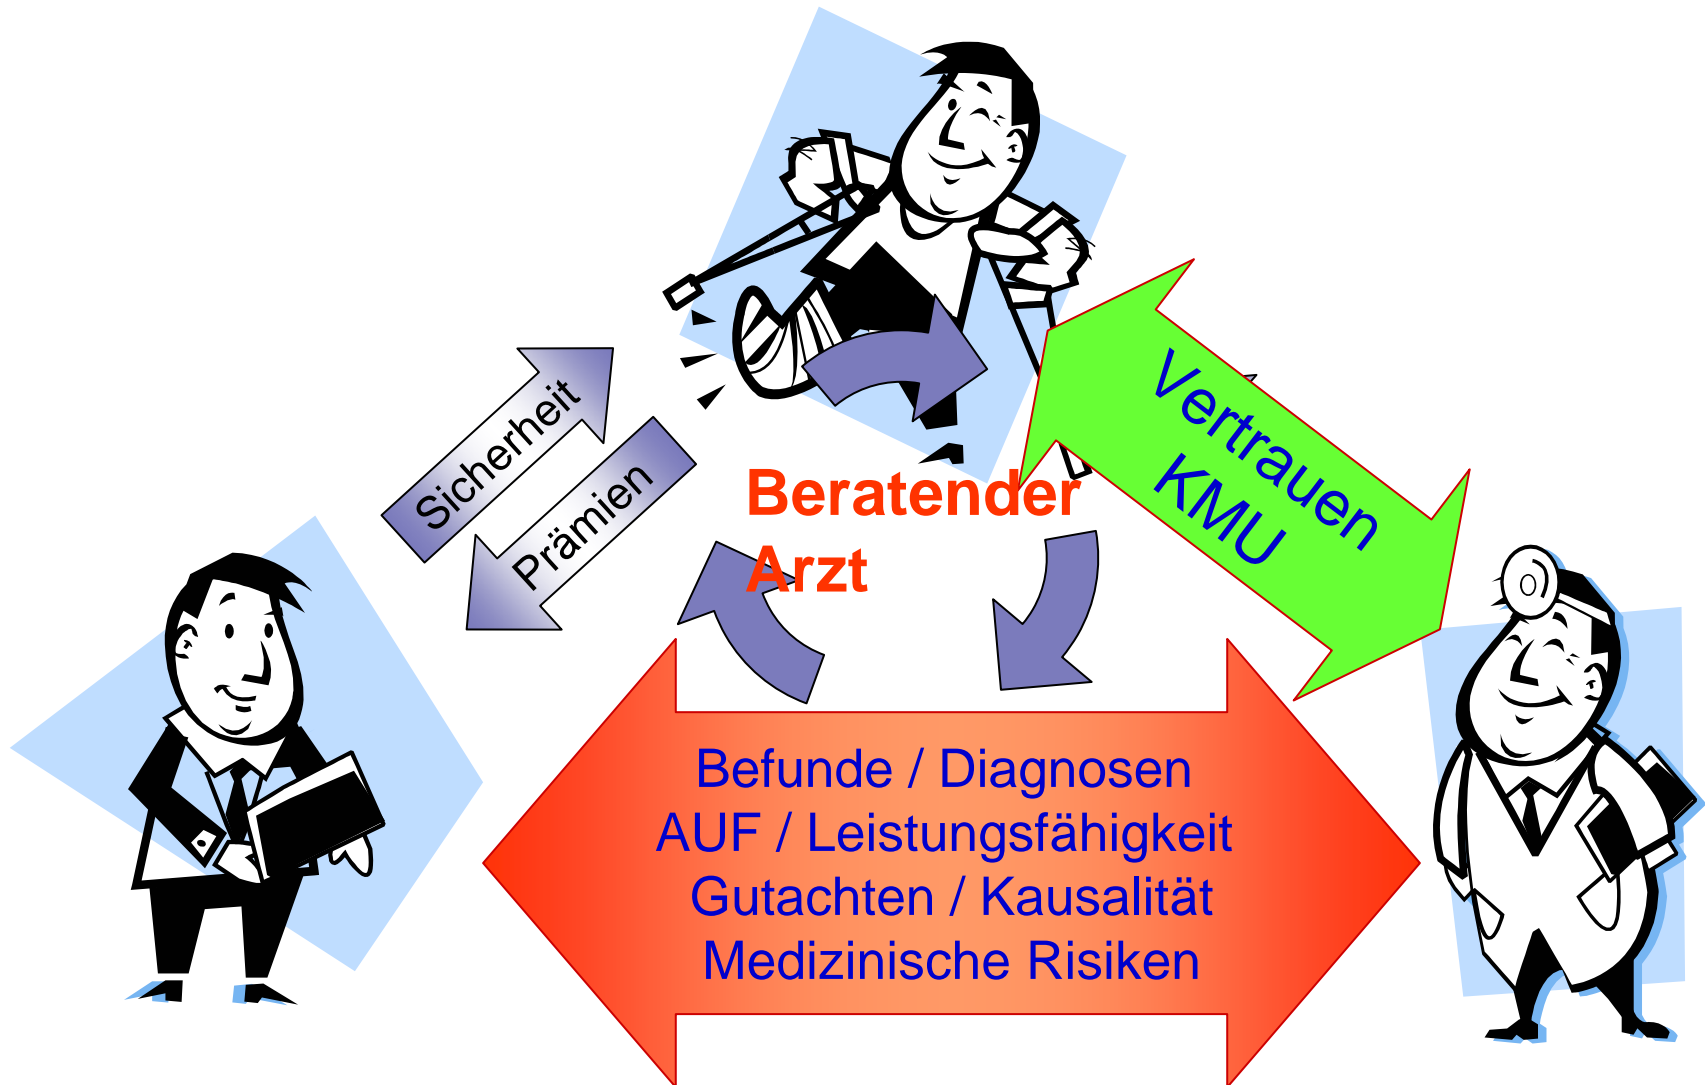 Sicherheit
Prämien
Vertrauen
KMU
Beratender
Arzt
Befunde / Diagnosen
AUF / Leistungsfähigkeit
Gutachten / Kausalität
Medizinische Risiken